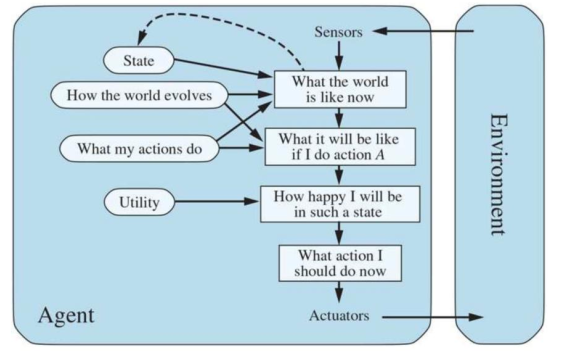 Sensors
State
What the world
is like now
How the world evolves
What my actions do
What it will be like
if I do action A
Utility
How happy I will be
in such a state
What action I
should do now
Agent
Actuators
Environment